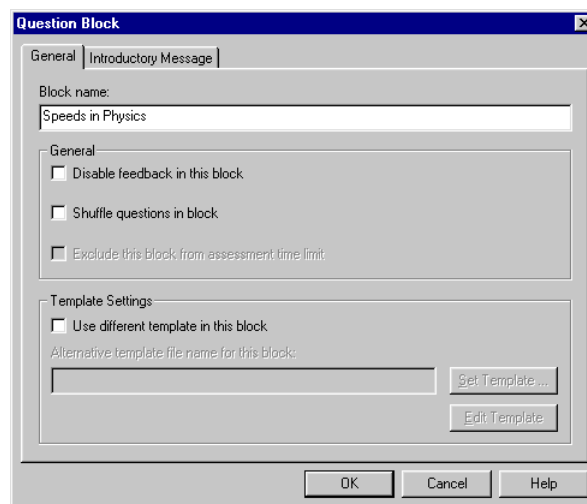 Question Block
General Introductory Message
Block name:
Speeds in Physics
General
Disable feedback in this block
Shuffle questions in block
Exclude this block from assessment time limit
Template Settings
Use different template in this block
Alternative template file name for this block:
Set Template ...
Edit Template
OK Cancel Help